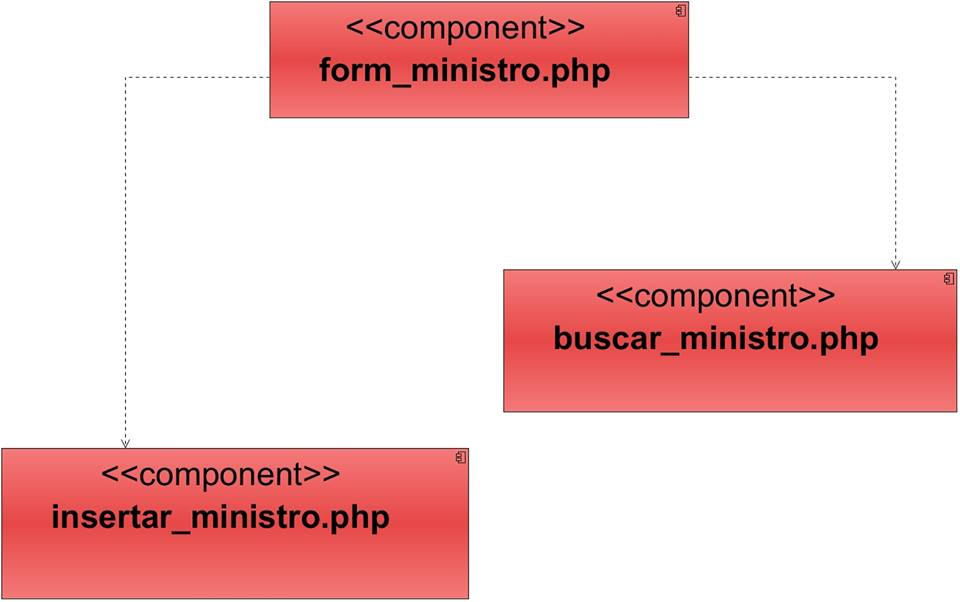 <<component>>
form_ministro.php
<<component>>
buscar_ministro.php
<<component>>
insertar_ministro.php